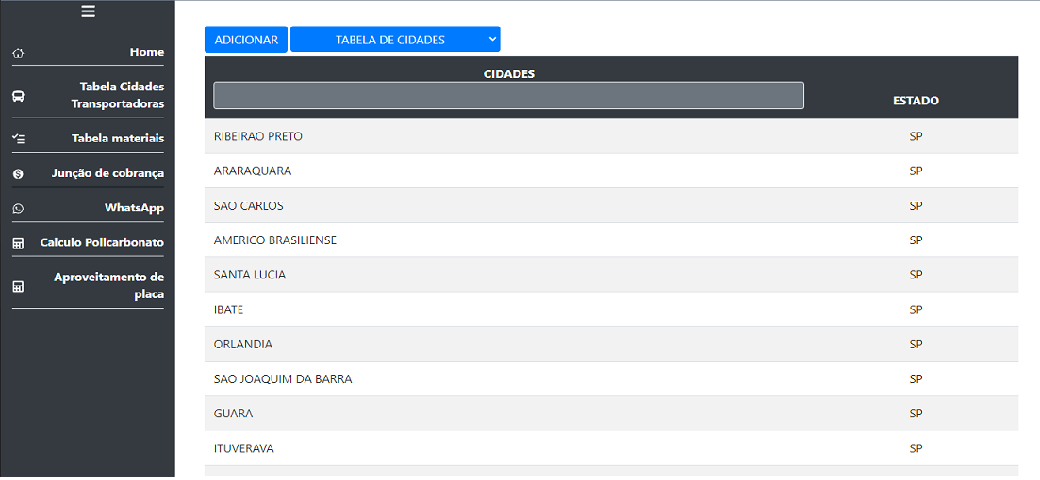 Home
Tabela Cidades
Transportadoras
Tabela materiais
Junção de cobrança
WhatsApp
Calculo Policarbonato
Aproveitamento de
placa
ADICIONAR TABELA DE CIDADES
CIDADES
ESTADO
RIBEIRAO PRETO SP
ARARAQUARA SP
SAO CARLOS SP
AMERICO BRASILIENSE SP
SANTA LUCIA SP
IBATE SP
ORLANDIA SP
SAO JOAQUIM DA BARRA SP
GUARA SP
ITUVERAVA SP